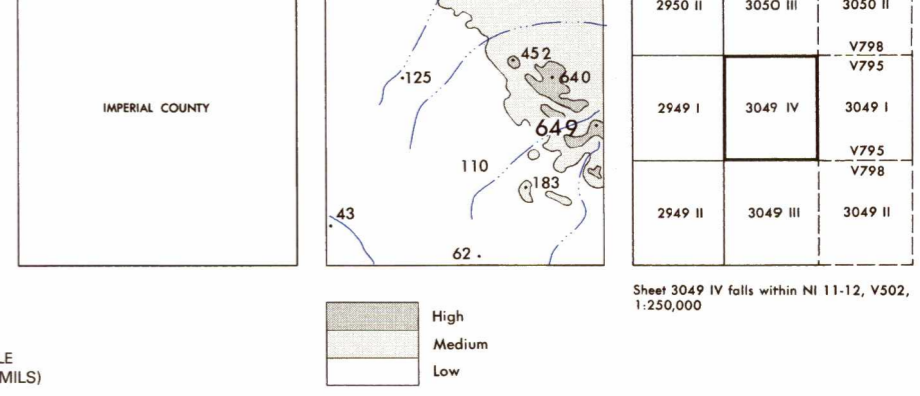 IMPERIAL COUNTY
452
125
640
649
110
183
43
62
High
Medium
Low
2950 II
3050 III
3050 II
V798
V795
2949 I
3049 IV
3049 I
V795
V798
2949 II
3049 III
3049 II
Sheet 3049 IV falls within NI 11-12, V502,
1:250,000
LE
MILS)